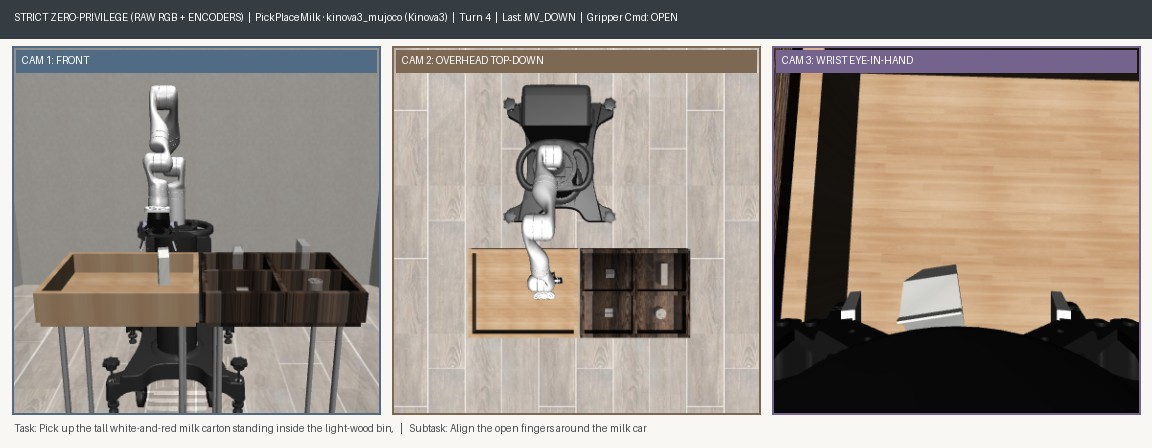 STRICT ZERO-PRIVILEGE (RAW RGB + ENCODERS) | PickPlaceMilk · kinova3_mujoco (Kinova3) | Turn 4 | Last: MV_DOWN | Gripper Cmd: OPEN
CAM 1: FRONT
CAM 2: OVERHEAD TOP-DOWN
CAM 3: WRIST EYE-IN-HAND
Task: Pick up the tall white-and-red milk carton standing inside the light-wood bin, | Subtask: Align the open fingers around the milk car